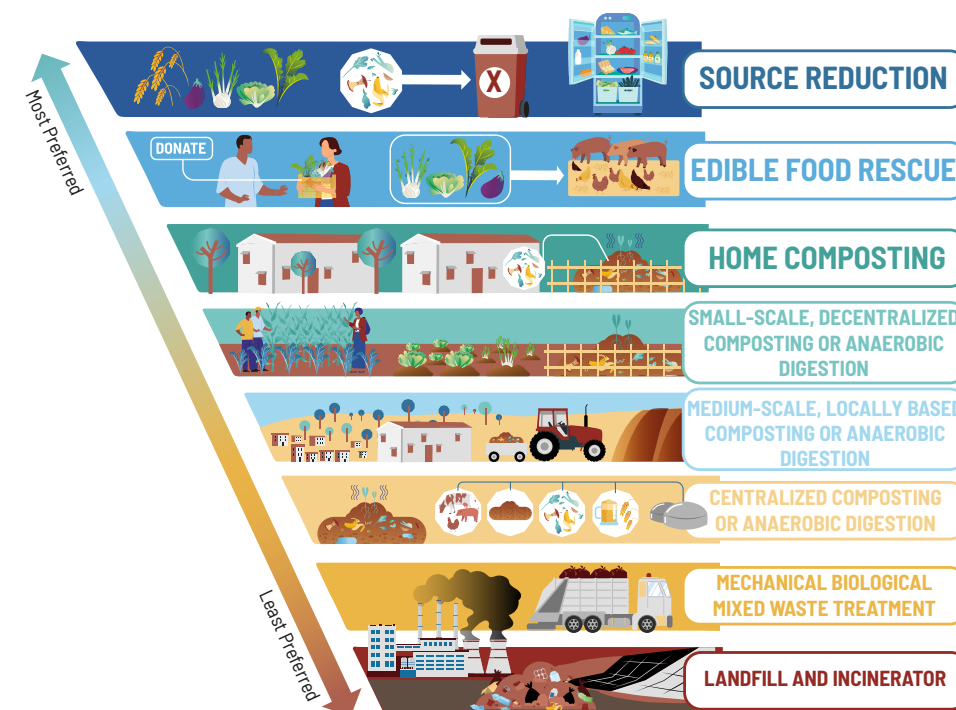 SOURCE REDUCTION
X
Most Preferred
DONATE
EDIBLE FOOD RESCUE
HOME COMPOSTING
SMALL-SCALE, DECENTRALIZED
COMPOSTING OR ANAEROBIC
DIGESTION
MEDIUM-SCALE, LOCALLY BASED
COMPOSTING OR ANAEROBIC
DIGESTION
CENTRALIZED COMPOSTING
OR ANAEROBIC DIGESTION
MECHANICAL BIOLOGICAL
MIXED WASTE TREATMENT
Least Preferred
LANDFILL AND INCINERATOR